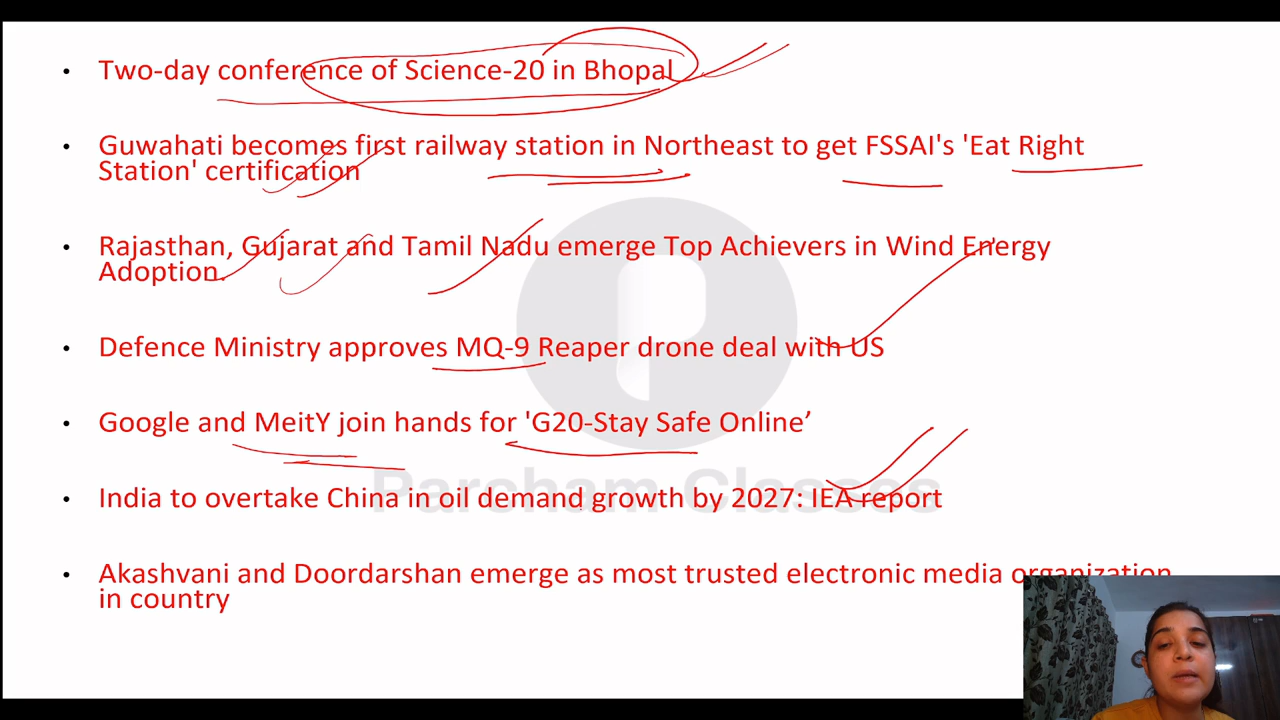 • Two-day conference of Science-20 in Bhopal
• Guwahati becomes first railway station in Northeast to get FSSAI's 'Eat Right
Station' certification
• Rajasthan, Gujarat and Tamil Nadu emerge Top Achievers in Wind Energy
Adoption.
• Defence Ministry approves MQ-9 Reaper drone deal with US
• Google and MeitY join hands for 'G20-Stay Safe Online’
Parcham Classes
• India to overtake China in oil demand growth by 2027: IEA report
• Akashvani and Doordarshan emerge as most trusted electronic media organization
in country